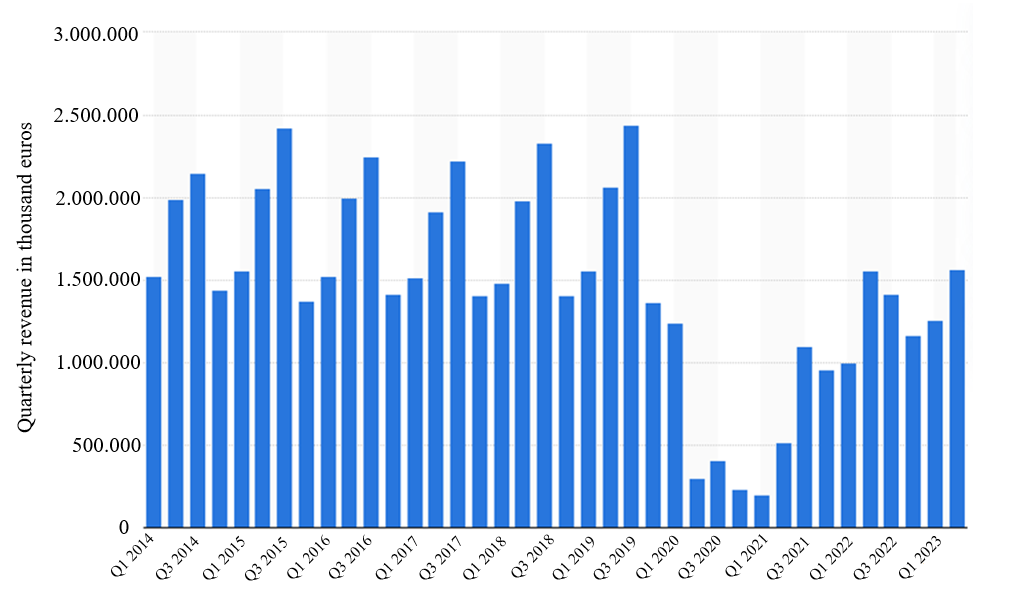 Quarterly revenue in thousand euros
3.000.000
2.500.000
2.000.000
1.500.000
1.000.000
500.000
0
Q1 2014
Q3 2014
Q1 2015
Q3 2015
Q1 2016
Q3 2016
Q1 2017
Q3 2017
Q1 2018
Q3 2018
Q1 2019
Q3 2019
Q1 2020
Q3 2020
Q1 2021
Q3 2021
Q1 2022
Q3 2022
Q1 2023